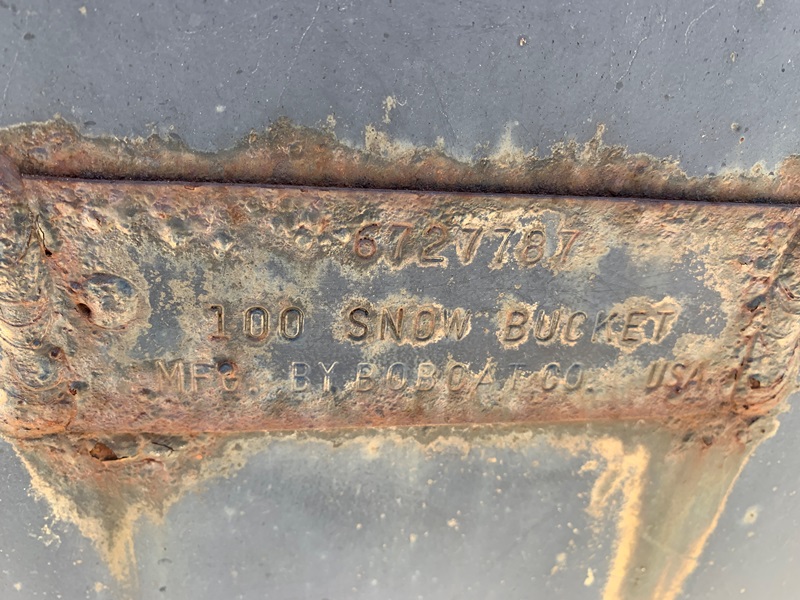 6727787
100 SNOW BUCKET
MFG. BY BOBCAT CO. USA